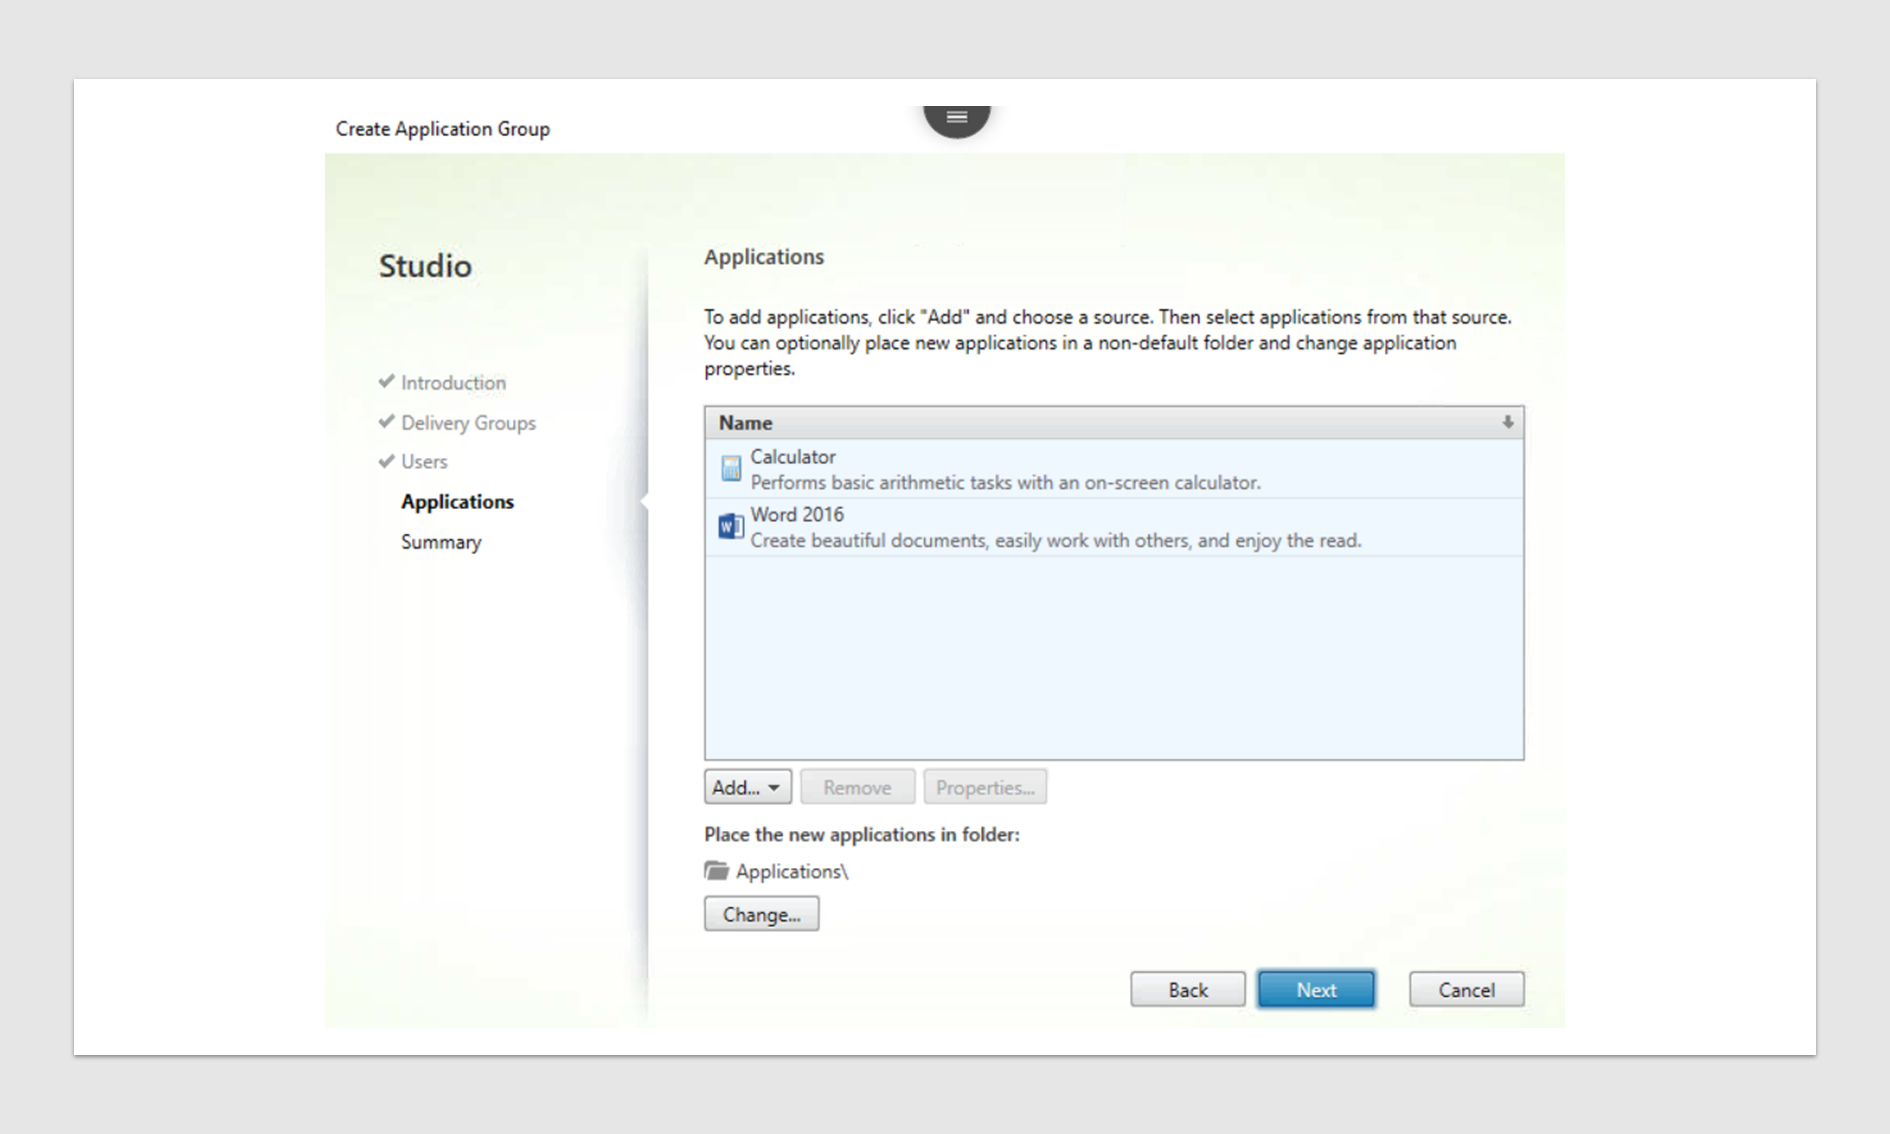 Create Application Group
Studio
Introduction
Delivery Groups
Users
Applications
Summary
Applications
To add applications, click "Add" and choose a source. Then select applications from that source.
You can optionally place new applications in a non-default folder and change application
properties.
Name
Calculator
Performs basic arithmetic tasks with an on-screen calculator.
Word 2016
Create beautiful documents, easily work with others, and enjoy the read.
Add...
Remove
Properties...
Place the new applications in folder:
Applications\
Change...
Back
Next
Cancel